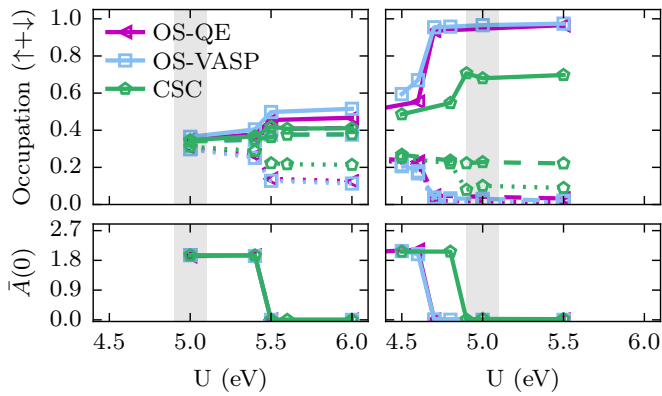 Occupation (↑+↓)
1.0
0.8
0.6
0.4
0.2
0.0
OS-QE
OS-VASP
CSC
Ā(0)
2.7
1.8
0.9
0.0
4.5 5.0 5.5 6.0
4.5 5.0 5.5 6.0
U (eV)
U (eV)